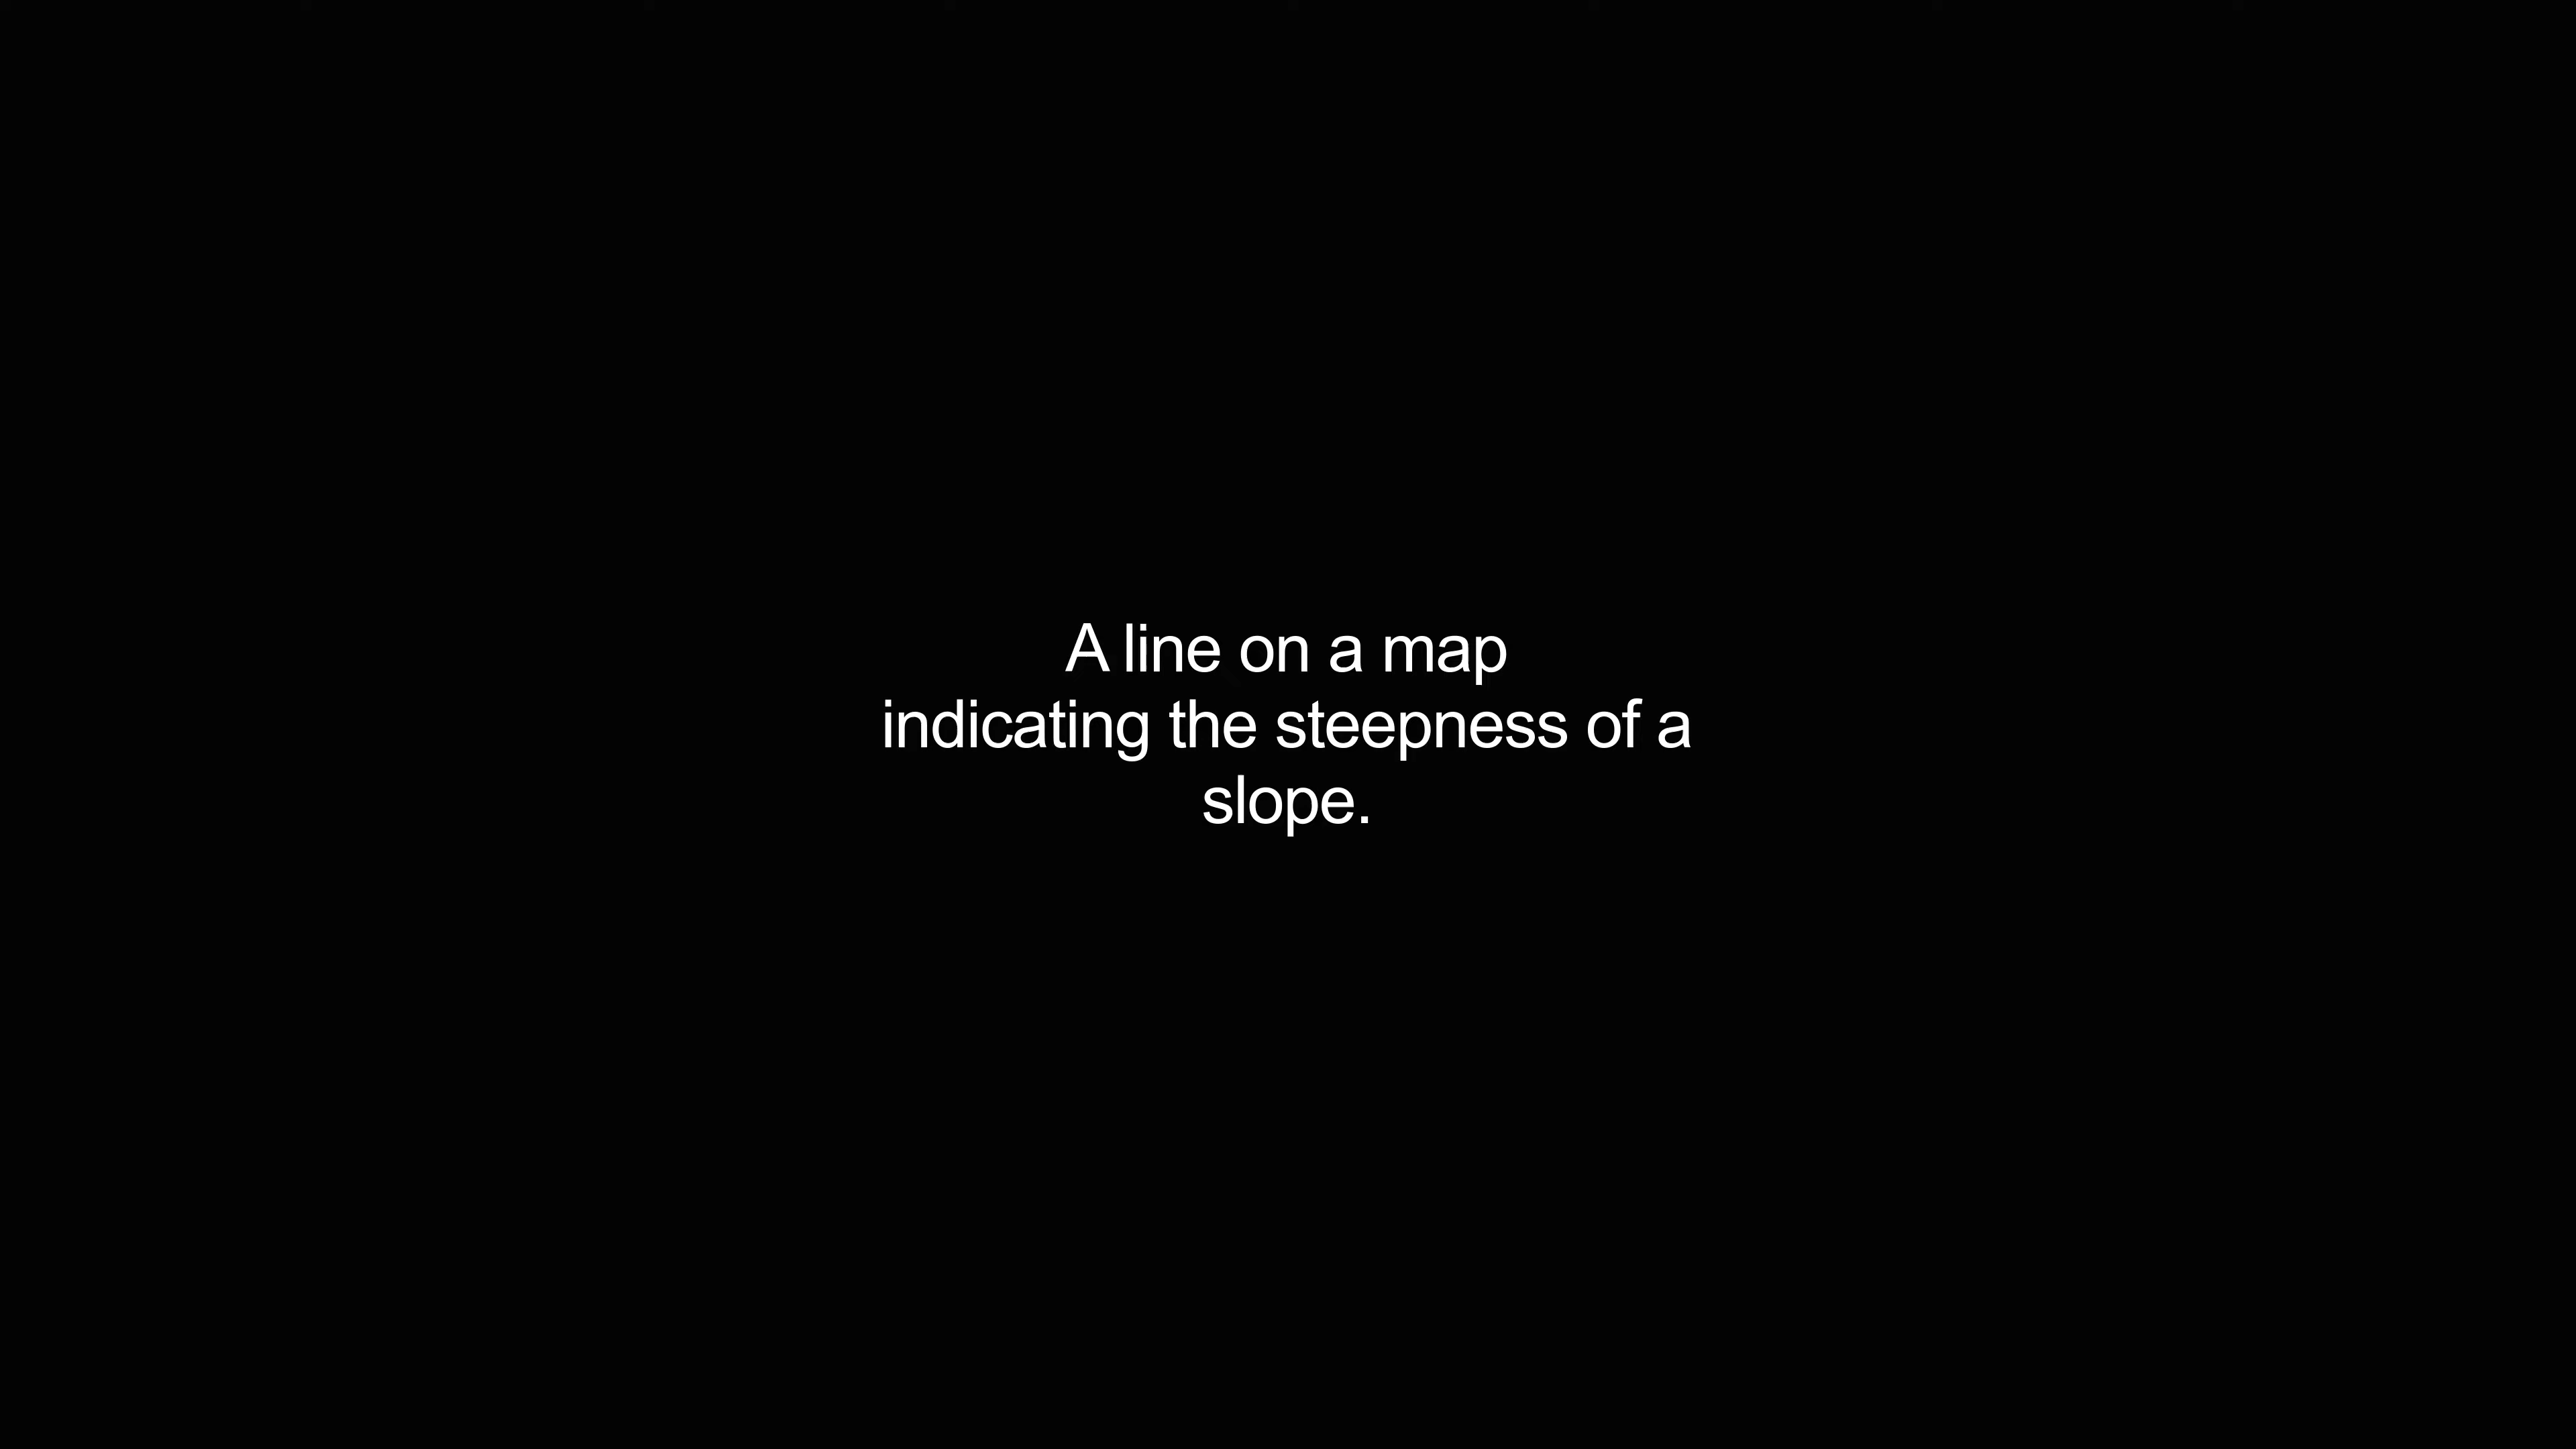 A line on a map
indicating the steepness of a
slope.